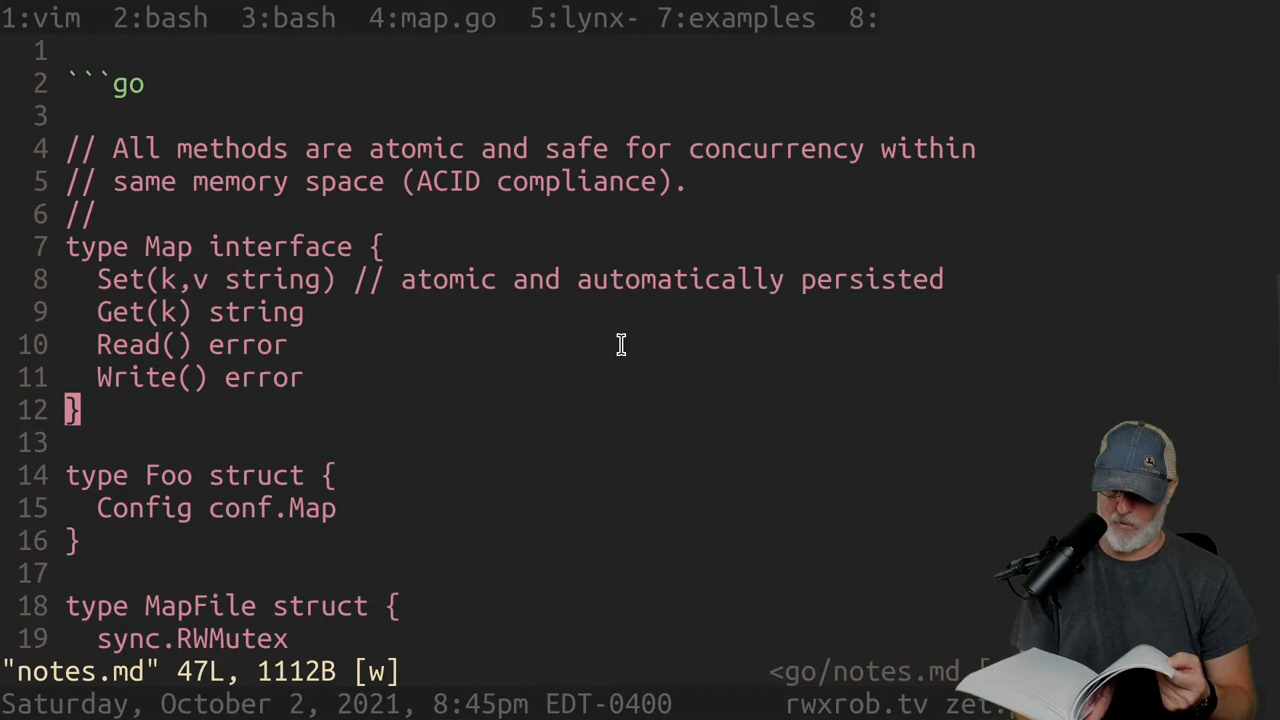 1:vim 2:bash 3:bash 4:map.go 5:lynx- 7:examples 8:
1
2 ```go
3
4 // All methods are atomic and safe for concurrency within
5 // same memory space (ACID compliance).
6 //
7 type Map interface {
8 Set(k,v string) // atomic and automatically persisted
9 Get(k) string
10 Read() error
11 Write() error
12 }
13
14 type Foo struct {
15 Config conf.Map
16 }
17
18 type MapFile struct {
19 sync.RWMutex
"notes.md" 47L, 1112B [w] <go/notes.md [
Saturday, October 2, 2021, 8:45pm EDT-0400 rwxrob.tv zet.